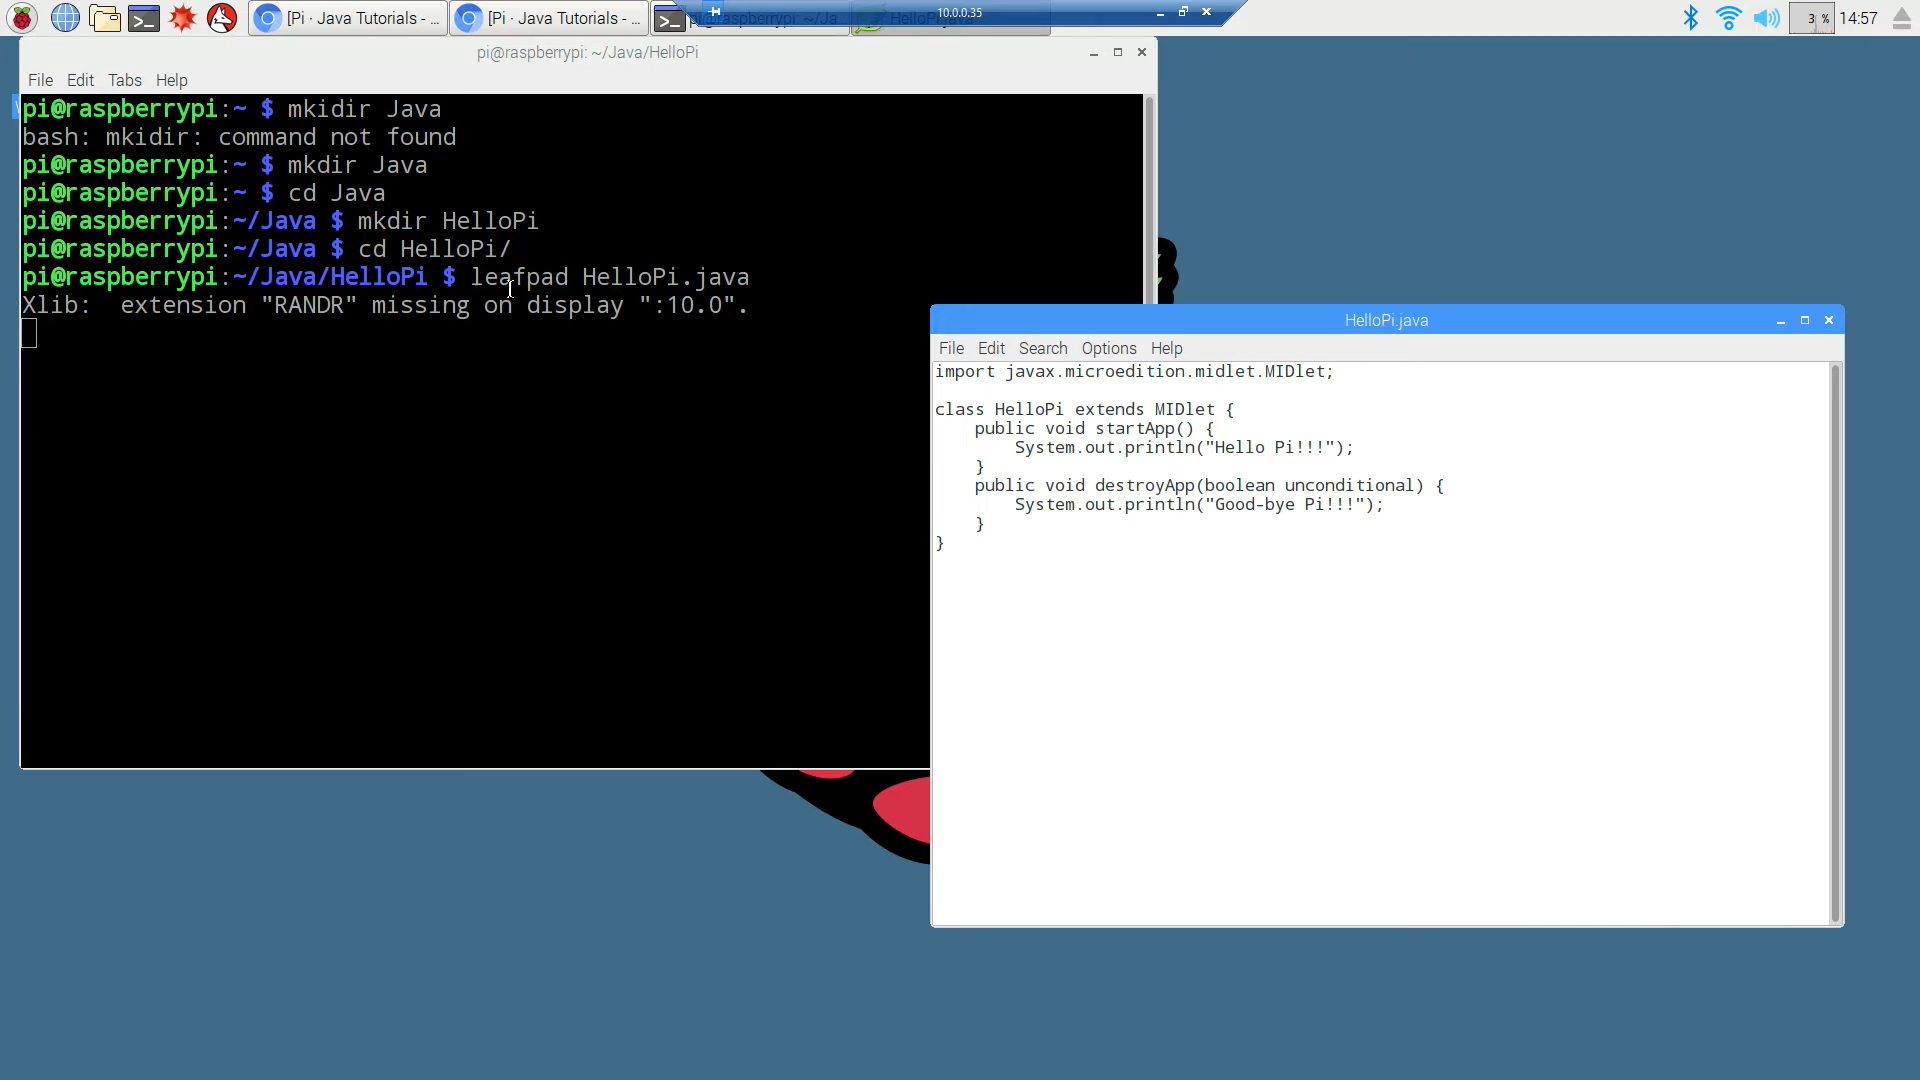 [Pi · Java Tutorials - ...
[Pi · Java Tutorials - ...
pi@raspberrypi: ~/Ja...
10.0.0.35
HelloPi.java
3 %
14:57
pi@raspberrypi: ~/Java/HelloPi
File Edit Tabs Help
pi@raspberrypi:~ $ mkidir Java
bash: mkidir: command not found
pi@raspberrypi:~ $ mkdir Java
pi@raspberrypi:~ $ cd Java
pi@raspberrypi:~/Java $ mkdir HelloPi
pi@raspberrypi:~/Java $ cd HelloPi/
pi@raspberrypi:~/Java/HelloPi $ leafpad HelloPi.java
Xlib:  extension "RANDR" missing on display ":10.0".
HelloPi.java
File Edit Search Options Help
import javax.microedition.midlet.MIDlet;
class HelloPi extends MIDlet {
    public void startApp() {
        System.out.println("Hello Pi!!!");
    }
    public void destroyApp(boolean unconditional) {
        System.out.println("Good-bye Pi!!!");
    }
}